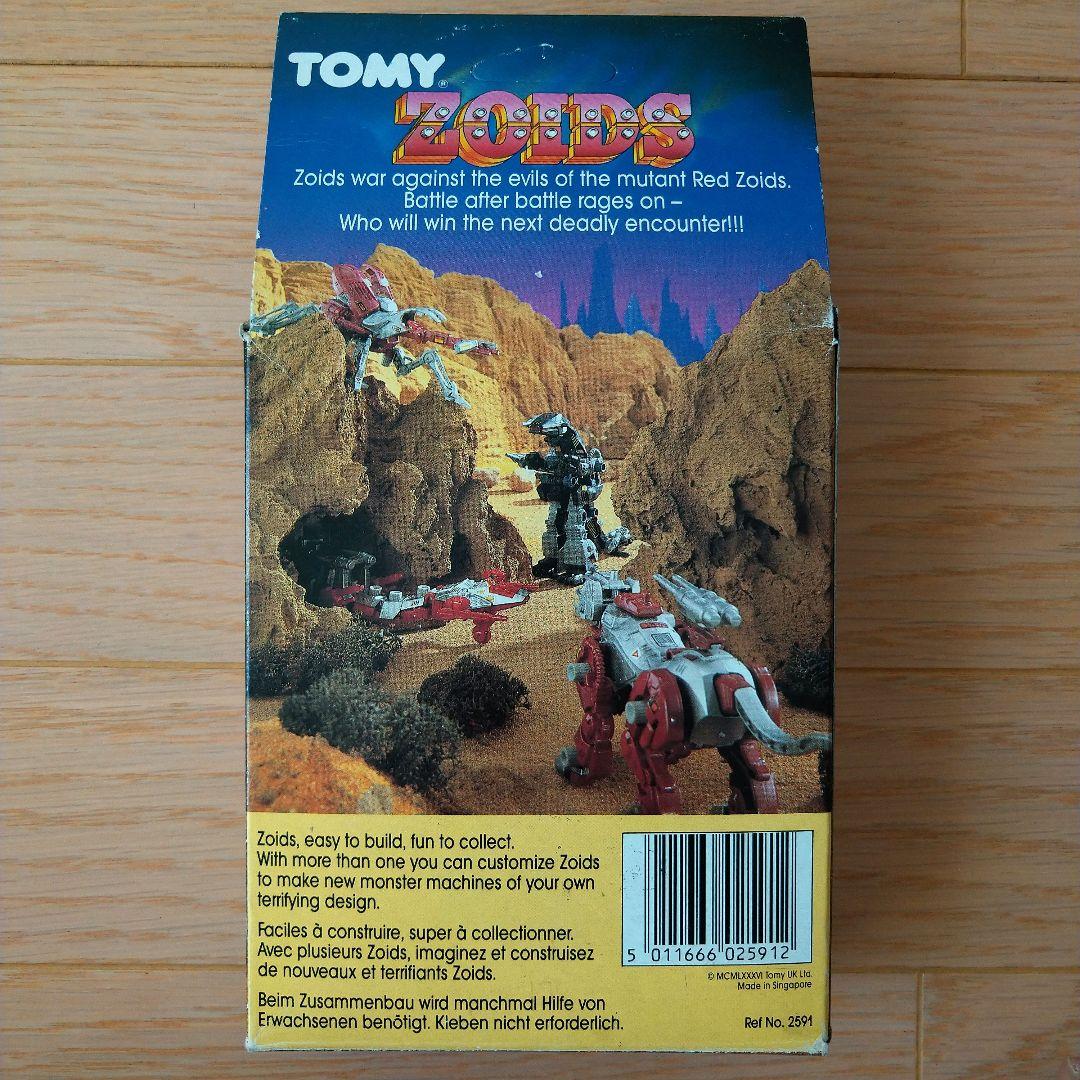 TOMY®
ZOIDS
Zoids war against the evils of the mutant Red Zoids.
Battle after battle rages on –
Who will win the next deadly encounter!!!
Zoids, easy to build, fun to collect.
With more than one you can customize Zoids
to make new monster machines of your own
terrifying design.
Faciles à construire, super à collectionner.
Avec plusieurs Zoids, imaginez et construisez
de nouveaux et terrifiants Zoids.
Beim Zusammenbau wird manchmal Hilfe von
Erwachsenen benötigt. Kleben nicht erforderlich.
5 011666 025912
© MCMLXXXVI Tomy UK Ltd.
Made in Singapore
Ref No. 2591